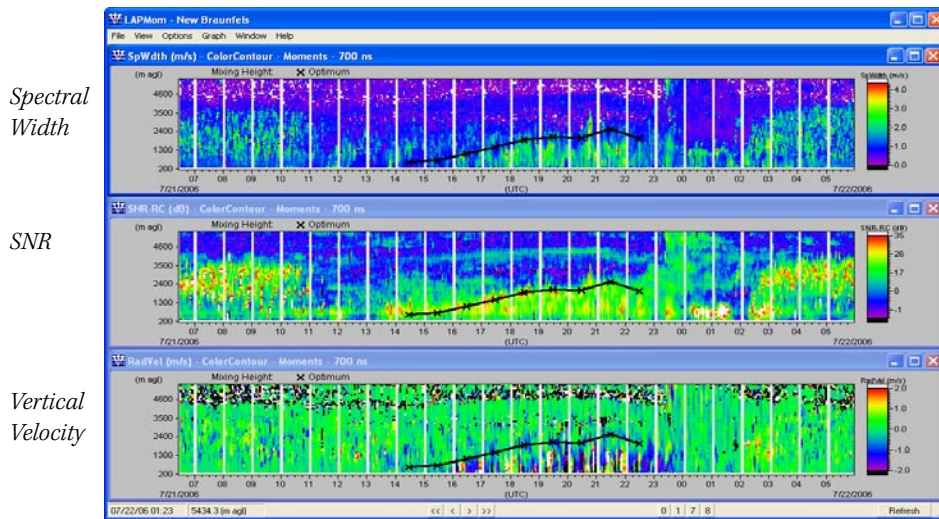 LAPMom - New Braunfels
File View Options Graph Window Help
Spectral
Width
SpWdth (m/s) - ColorContour - Moments - 700 ns
(m agl) Mixing Height: X Optimum SpWdth (m/s)
4600
3500
2400
1300
200
4.0
3.0
2.0
1.0
0.0
07 08 09 10 11 12 13 14 15 16 17 18 19 20 21 22 23 00 01 02 03 04 05
7/21/2006 (UTC) 7/22/2006
SNR
SNR-RC (dB) - ColorContour - Moments - 700 ns
(m agl) Mixing Height: X Optimum SNR-RC (dB)
4600
3500
2400
1300
200
35
26
17
0
-1
07 08 09 10 11 12 13 14 15 16 17 18 19 20 21 22 23 00 01 02 03 04 05
7/21/2006 (UTC) 7/22/2006
Vertical
Velocity
RadVel (m/s) - ColorContour - Moments - 700 ns
(m agl) Mixing Height: X Optimum RadVel (m/s)
4600
3500
2400
1300
200
2.0
1.0
0.0
-1.0
-2.0
07 08 09 10 11 12 13 14 15 16 17 18 19 20 21 22 23 00 01 02 03 04 05
7/21/2006 (UTC) 7/22/2006
07/22/06 01:23 5434.3 (m agl) << < > >> 0 1 7 8 Refresh